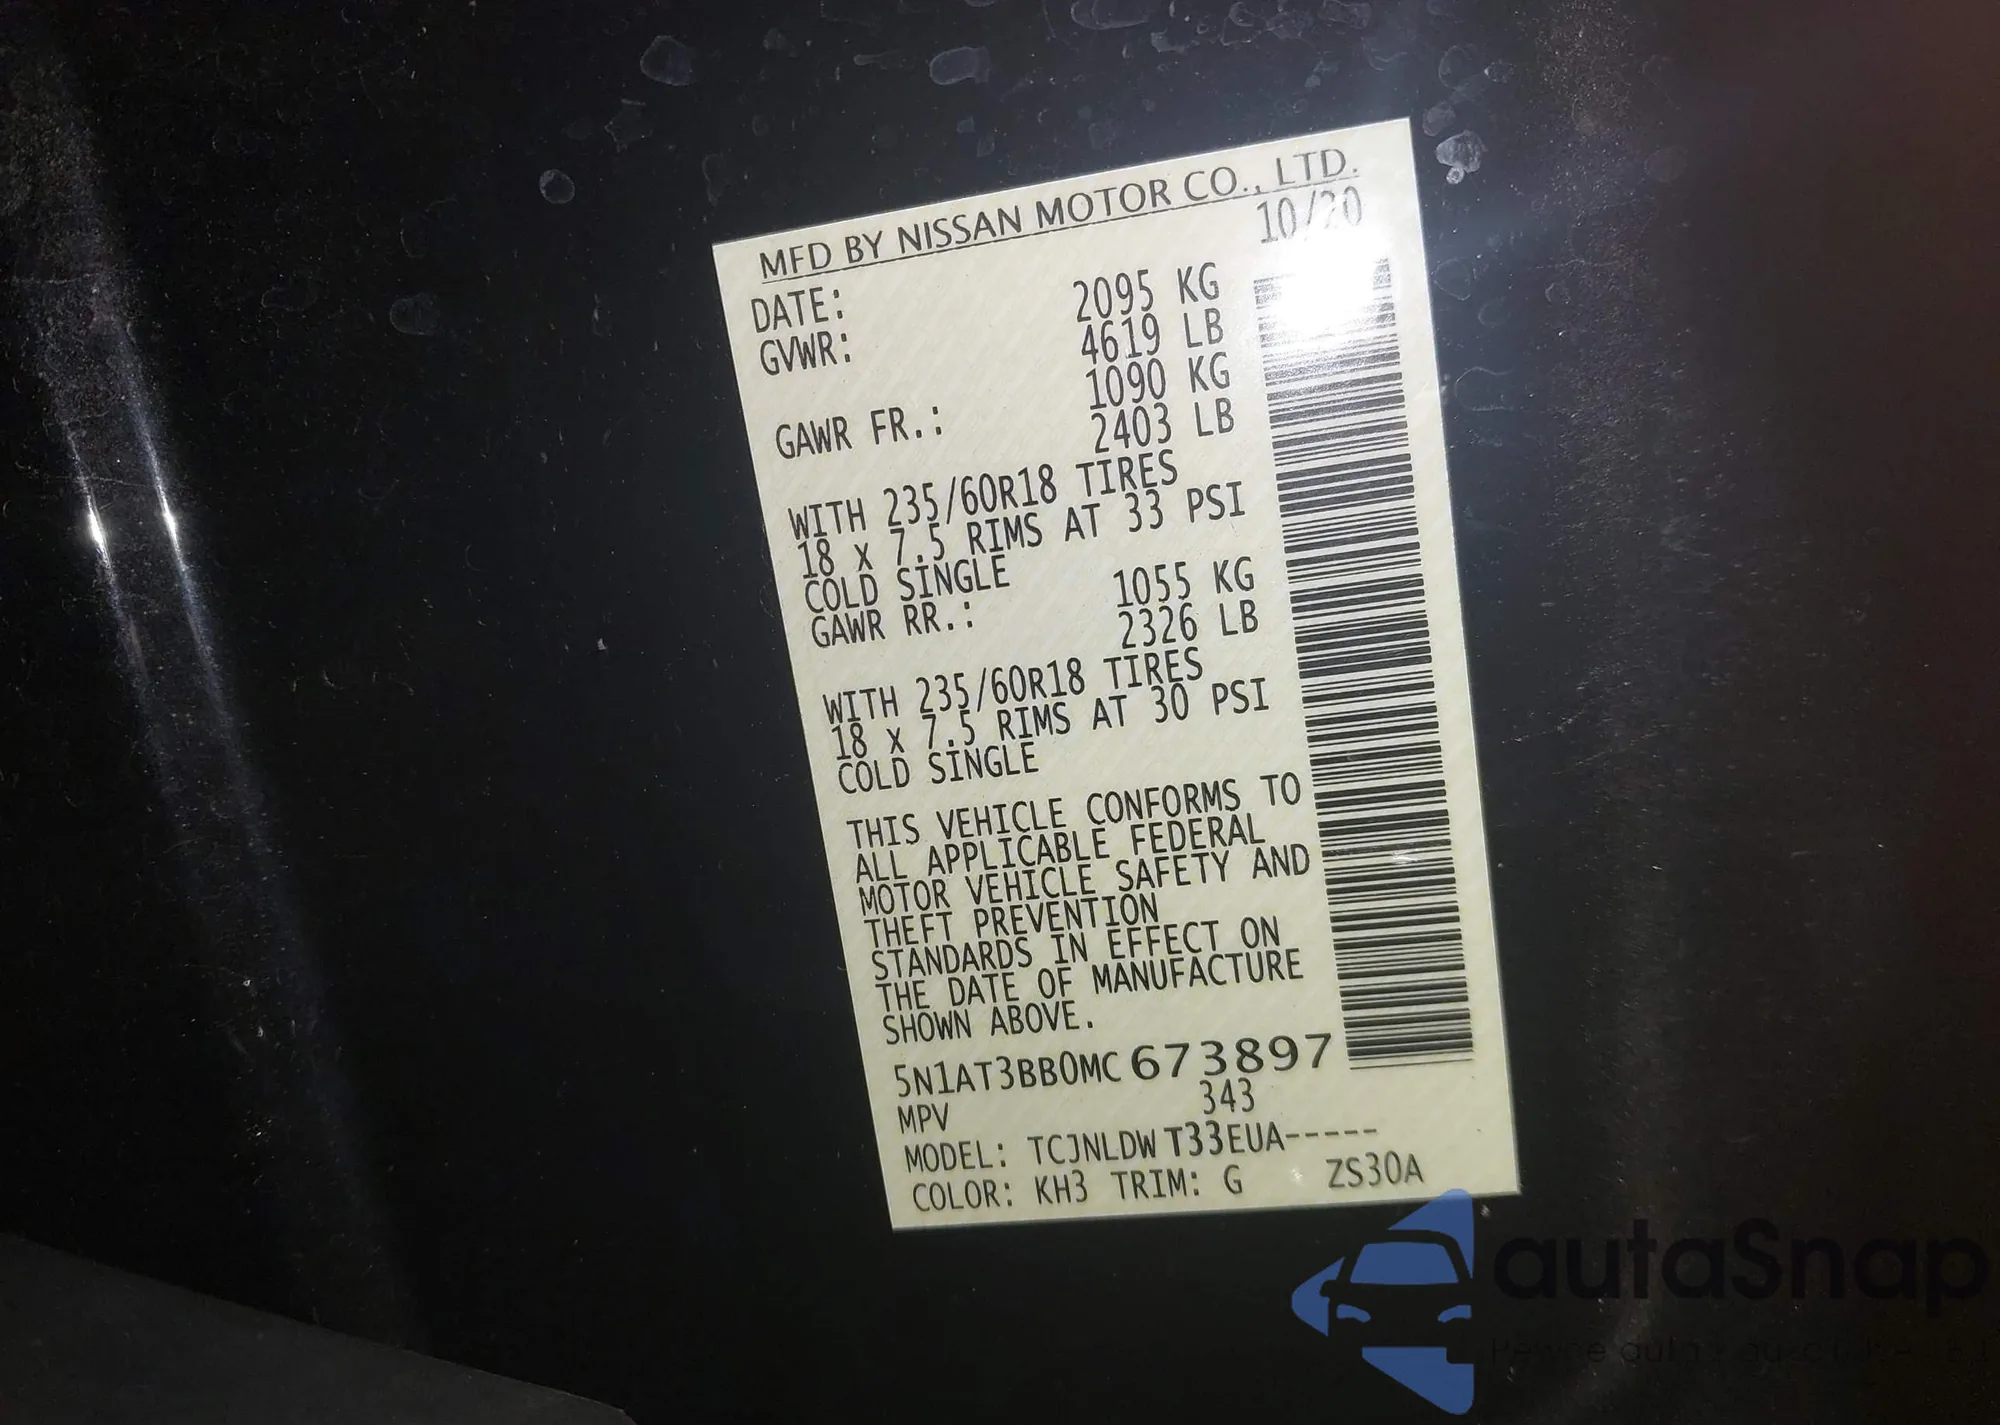 MFD BY NISSAN MOTOR CO., LTD.
DATE: 10/20
GVWR: 2095 KG
4619 LB
GAWR FR.: 1090 KG
2403 LB
WITH 235/60R18 TIRES
18 x 7.5 RIMS AT 33 PSI
COLD SINGLE
GAWR RR.: 1055 KG
2326 LB
WITH 235/60R18 TIRES
18 x 7.5 RIMS AT 30 PSI
COLD SINGLE
THIS VEHICLE CONFORMS TO
ALL APPLICABLE FEDERAL
MOTOR VEHICLE SAFETY AND
THEFT PREVENTION
STANDARDS IN EFFECT ON
THE DATE OF MANUFACTURE
SHOWN ABOVE.
5N1AT3BB0MC673897
MPV 343
MODEL: TCJNLDWT33EUA-----
COLOR: KH3 TRIM: G ZS30A
autaSnap